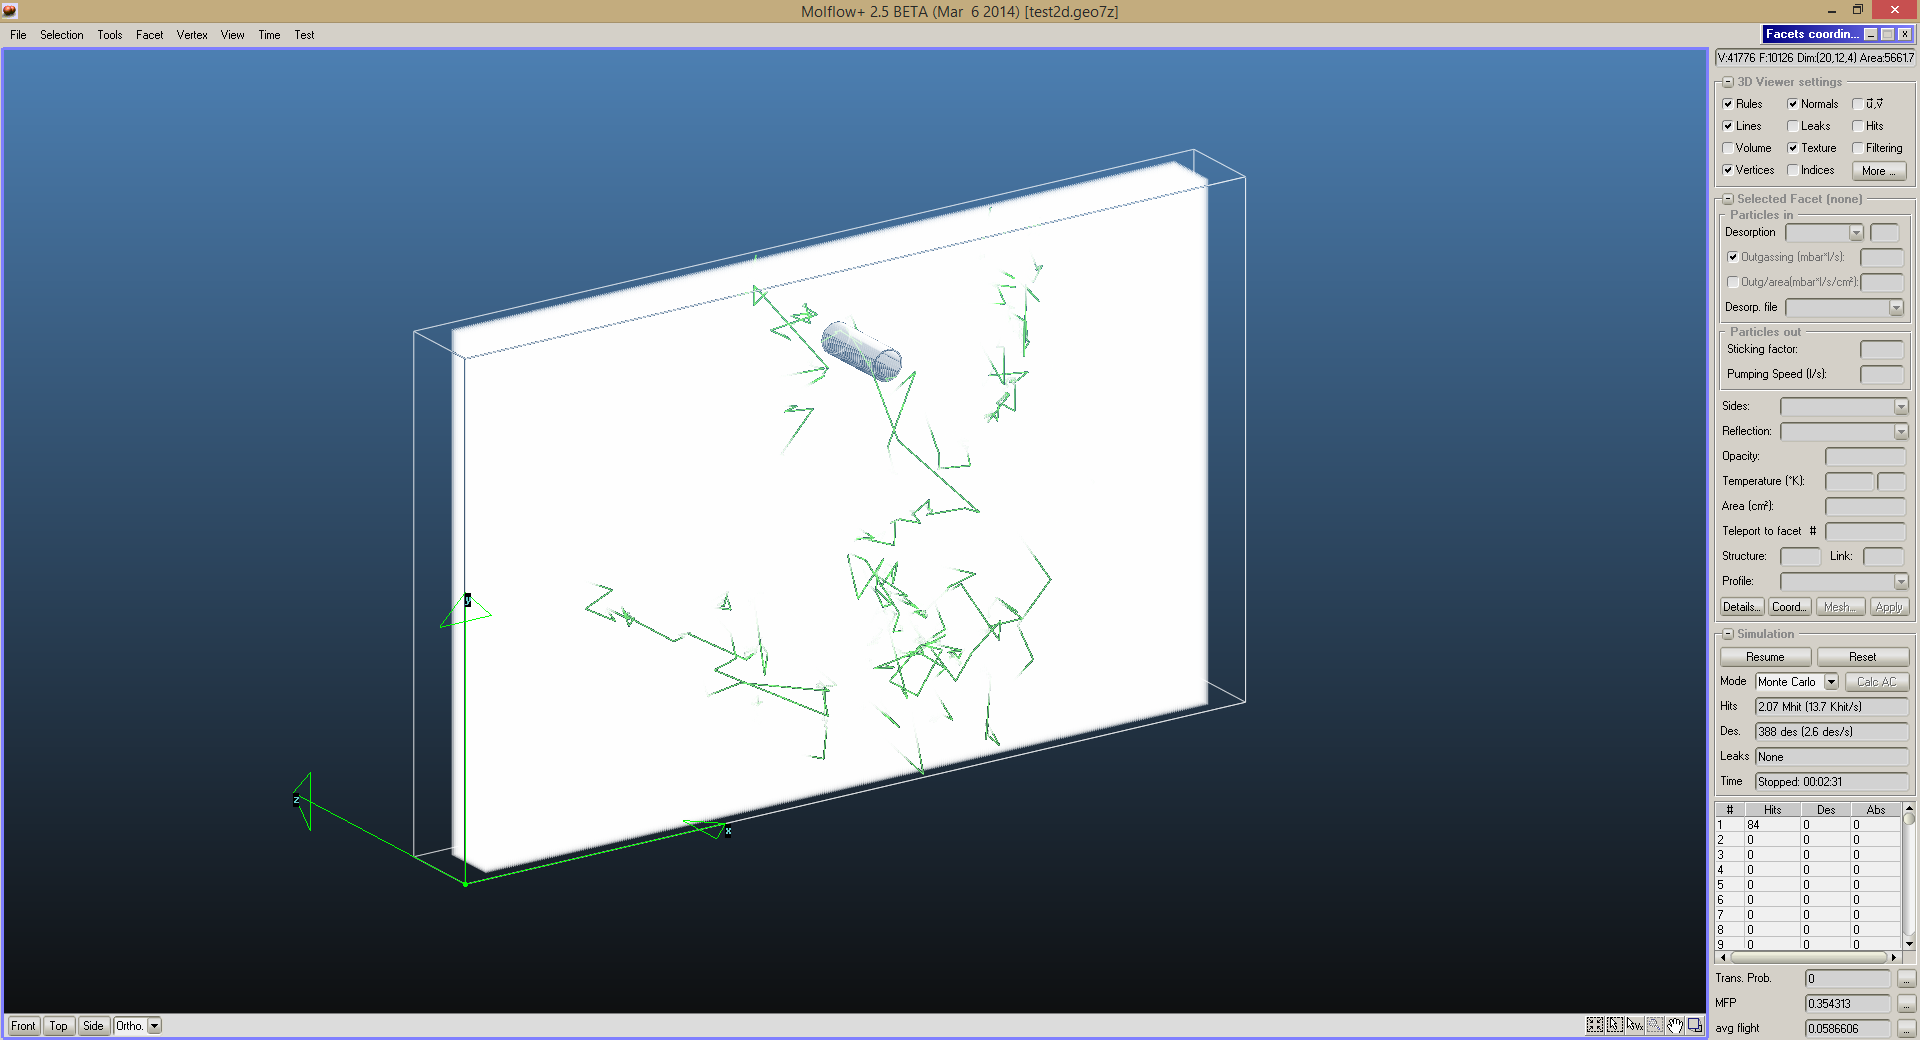 Molflow+ 2.5 BETA (Mar 6 2014) [test2d.geo7z]
File Selection Tools Facet Vertex View Time Test
Facets coordin...
V:41776 F:10126 Dim:(20,12,4) Area:5661.7
3D Viewer settings
Rules Normals u,v
Lines Leaks Hits
Volume Texture Filtering
Vertices Indices More ...
Selected Facet (none)
Particles in
Desorption
Outgassing (mbar*l/s):
Outg/area(mbar*l/s/cm²):
Desorp. file
Particles out
Sticking factor:
Pumping Speed (l/s):
Sides:
Reflection:
Opacity:
Temperature (°K):
Area (cm²):
Teleport to facet #
Structure: Link:
Profile:
Details... Coord... Mesh... Apply
Simulation
Resume Reset
Mode Monte Carlo Calc AC
Hits 2.07 Mhit (13.7 Khit/s)
Des. 388 des (2.6 des/s)
Leaks None
Time Stopped: 00:02:31
# Hits Des Abs
1 84 0 0
2 0 0 0
3 0 0 0
4 0 0 0
5 0 0 0
6 0 0 0
7 0 0 0
8 0 0 0
9 0 0 0
Trans. Prob. 0 ...
MFP 0.354313 ...
avg flight 0.0586606 ...
y
z
x
Front Top Side Ortho.